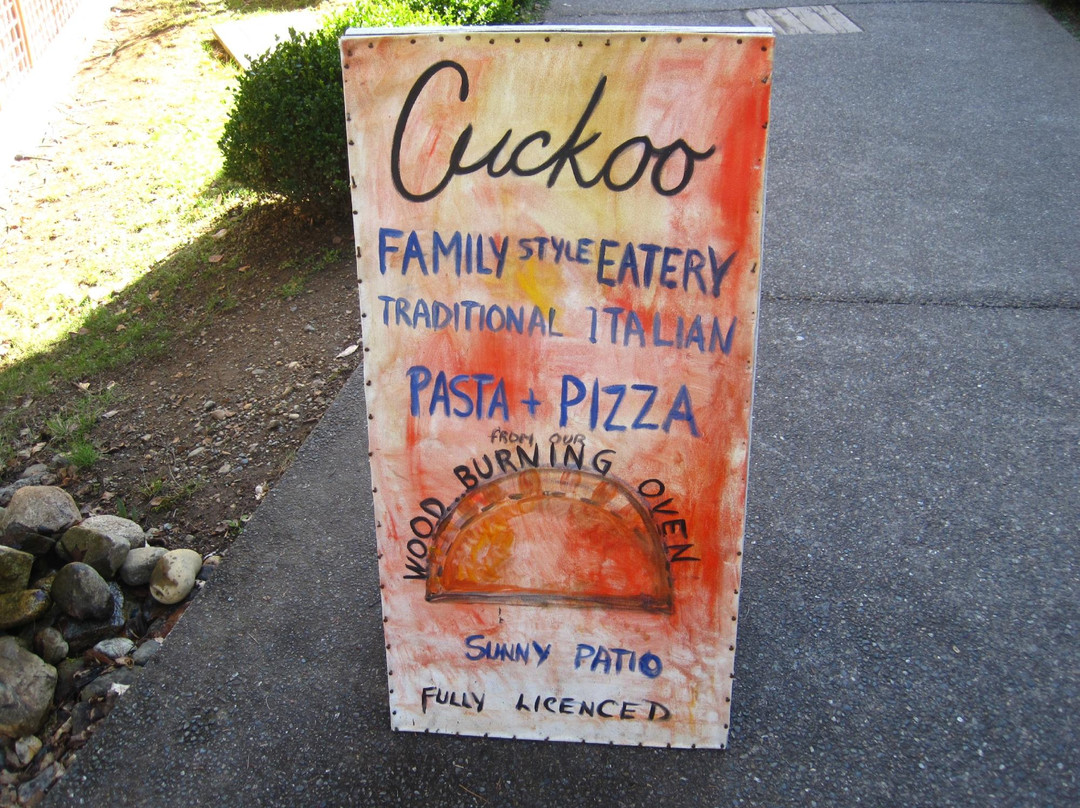 Cuckoo
FAMILY STYLE EATERY
TRADITIONAL ITALIAN
PASTA + PIZZA
FROM OUR
WOOD BURNING OVEN
SUNNY PATIO
FULLY LICENCED